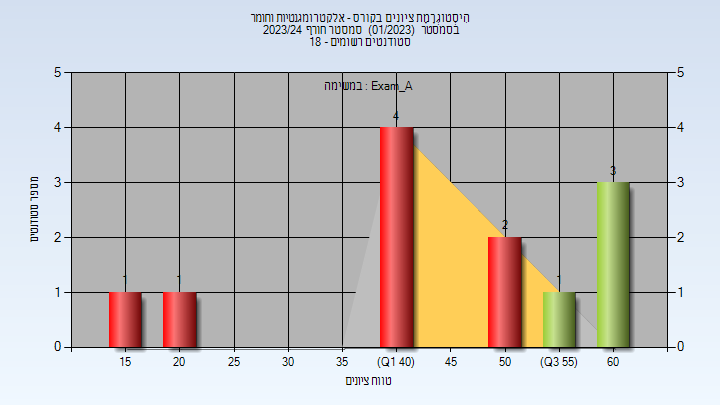 היסטוגרמת ציונים בקורס - אלקטרומגנטיות וחומר
בסמסטר (01/2023) סמסטר חורף 2023/24
סטודנטים רשומים - 18
במשימה : Exam_A
5 5
4 4 4
3 3 3
2 2 2
1 1 1 1 1
0 0
15 20 25 30 35 (Q1 40) 45 50 (Q3 55) 60
טווח ציונים
מספר סטודנטים